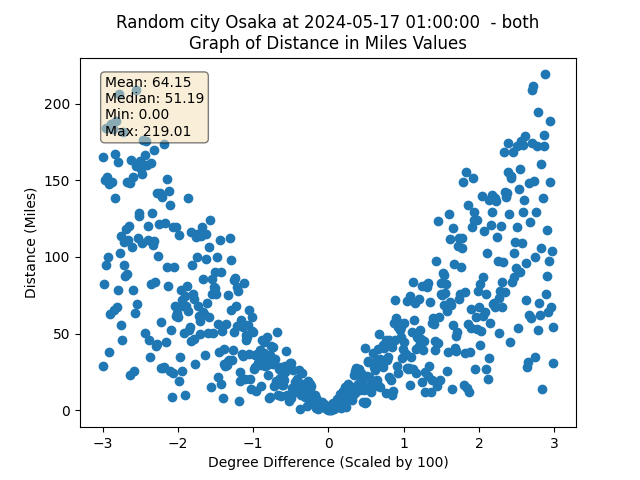 Random city Osaka at 2024-05-17 01:00:00 - both
Graph of Distance in Miles Values
Mean: 64.15
Median: 51.19
Min: 0.00
Max: 219.01
200
150
100
50
0
Distance (Miles)
−3 −2 −1 0 1 2 3
Degree Difference (Scaled by 100)